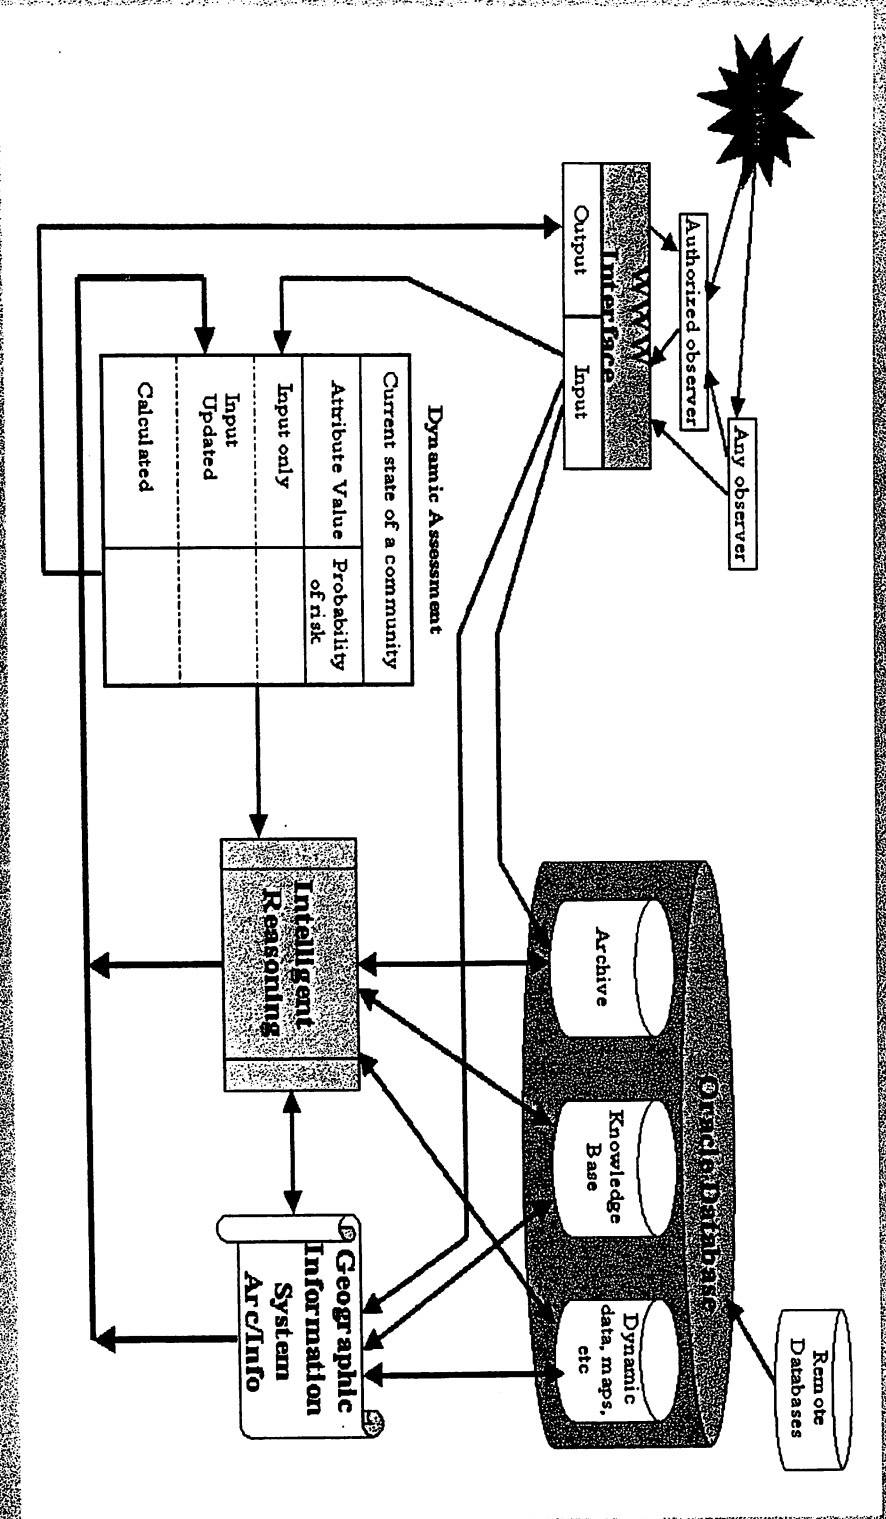 Authorized observer
Any observer
WWW
Interface
Output
Input
Dynamic Assessment
Current state of a community
Attribute Value
Probability
of risk
Input only
Input
Updated
Calculated
Oracle Database
Archive
Knowledge
Base
Dynamic
data, maps,
etc
Remote
Databases
Intelligent
Reasoning
Geographic
Information
System
Arc/Info